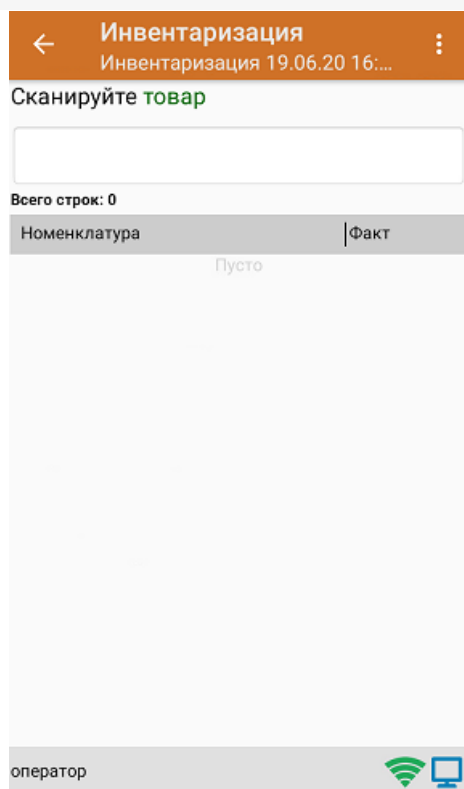 Инвентаризация
Инвентаризация 19.06.20 16:...
Сканируйте товар
Всего строк: 0
Номенклатура Факт
Пусто
оператор